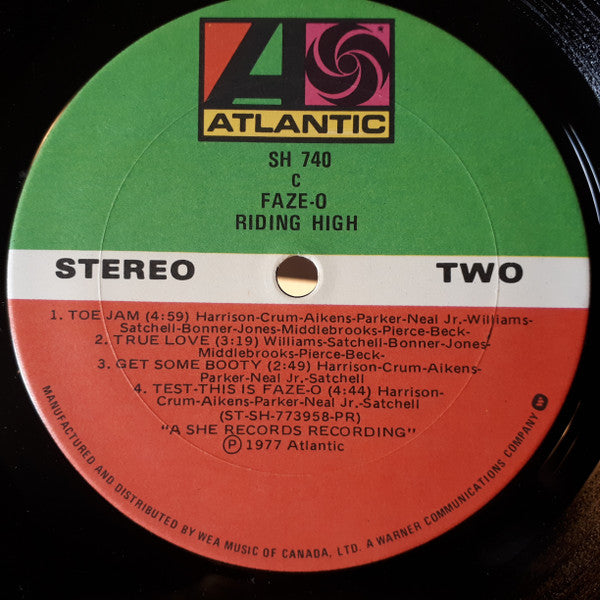 ATLANTIC
SH 740
C
FAZE-O
RIDING HIGH
STEREO TWO
1. TOE JAM (4:59) Harrison-Crum-Aikens-Parker-Neal Jr.-Williams-
Satchell-Bonner-Jones-Middlebrooks-Pierce-Beck-
2. TRUE LOVE (3:19) Williams-Satchell-Bonner-Jones-
Middlebrooks-Pierce-Beck-
3. GET SOME BOOTY (2:49) Harrison-Crum-Aikens-
Parker-Neal Jr.-Satchell
4. TEST-THIS IS FAZE-O (4:44) Harrison-
Crum-Aikens-Parker-Neal Jr.-Satchell
(ST-SH-773958-PR)
"A SHE RECORDS RECORDING"
Ⓟ 1977 Atlantic
MANUFACTURED AND DISTRIBUTED BY WEA MUSIC OF CANADA, LTD. A WARNER COMMUNICATIONS COMPANY